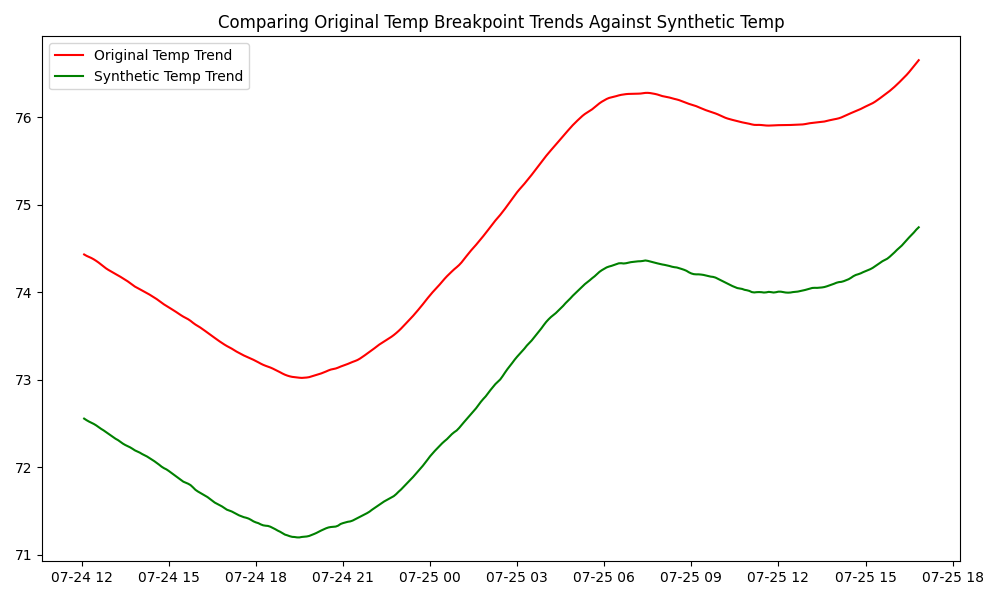 Comparing Original Temp Breakpoint Trends Against Synthetic Temp
Original Temp Trend
Synthetic Temp Trend
76
75
74
73
72
71
07-24 12 07-24 15 07-24 18 07-24 21 07-25 00 07-25 03 07-25 06 07-25 09 07-25 12 07-25 15 07-25 18